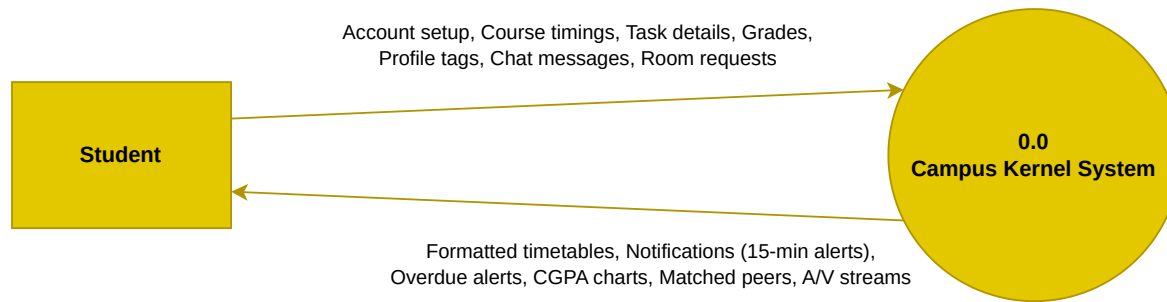 Account setup, Course timings, Task details, Grades,
Profile tags, Chat messages, Room requests
Student
0.0
Campus Kernel System
Formatted timetables, Notifications (15-min alerts),
Overdue alerts, CGPA charts, Matched peers, A/V streams